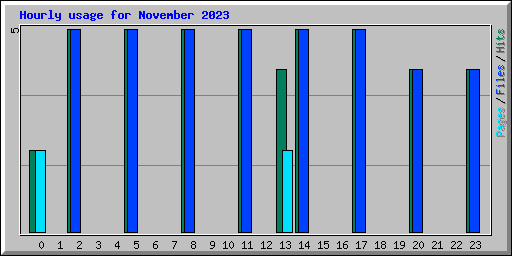 Hourly usage for November 2023
5
Pages/Files/Hits
0 1 2 3 4 5 6 7 8 9 10 11 12 13 14 15 16 17 18 19 20 21 22 23